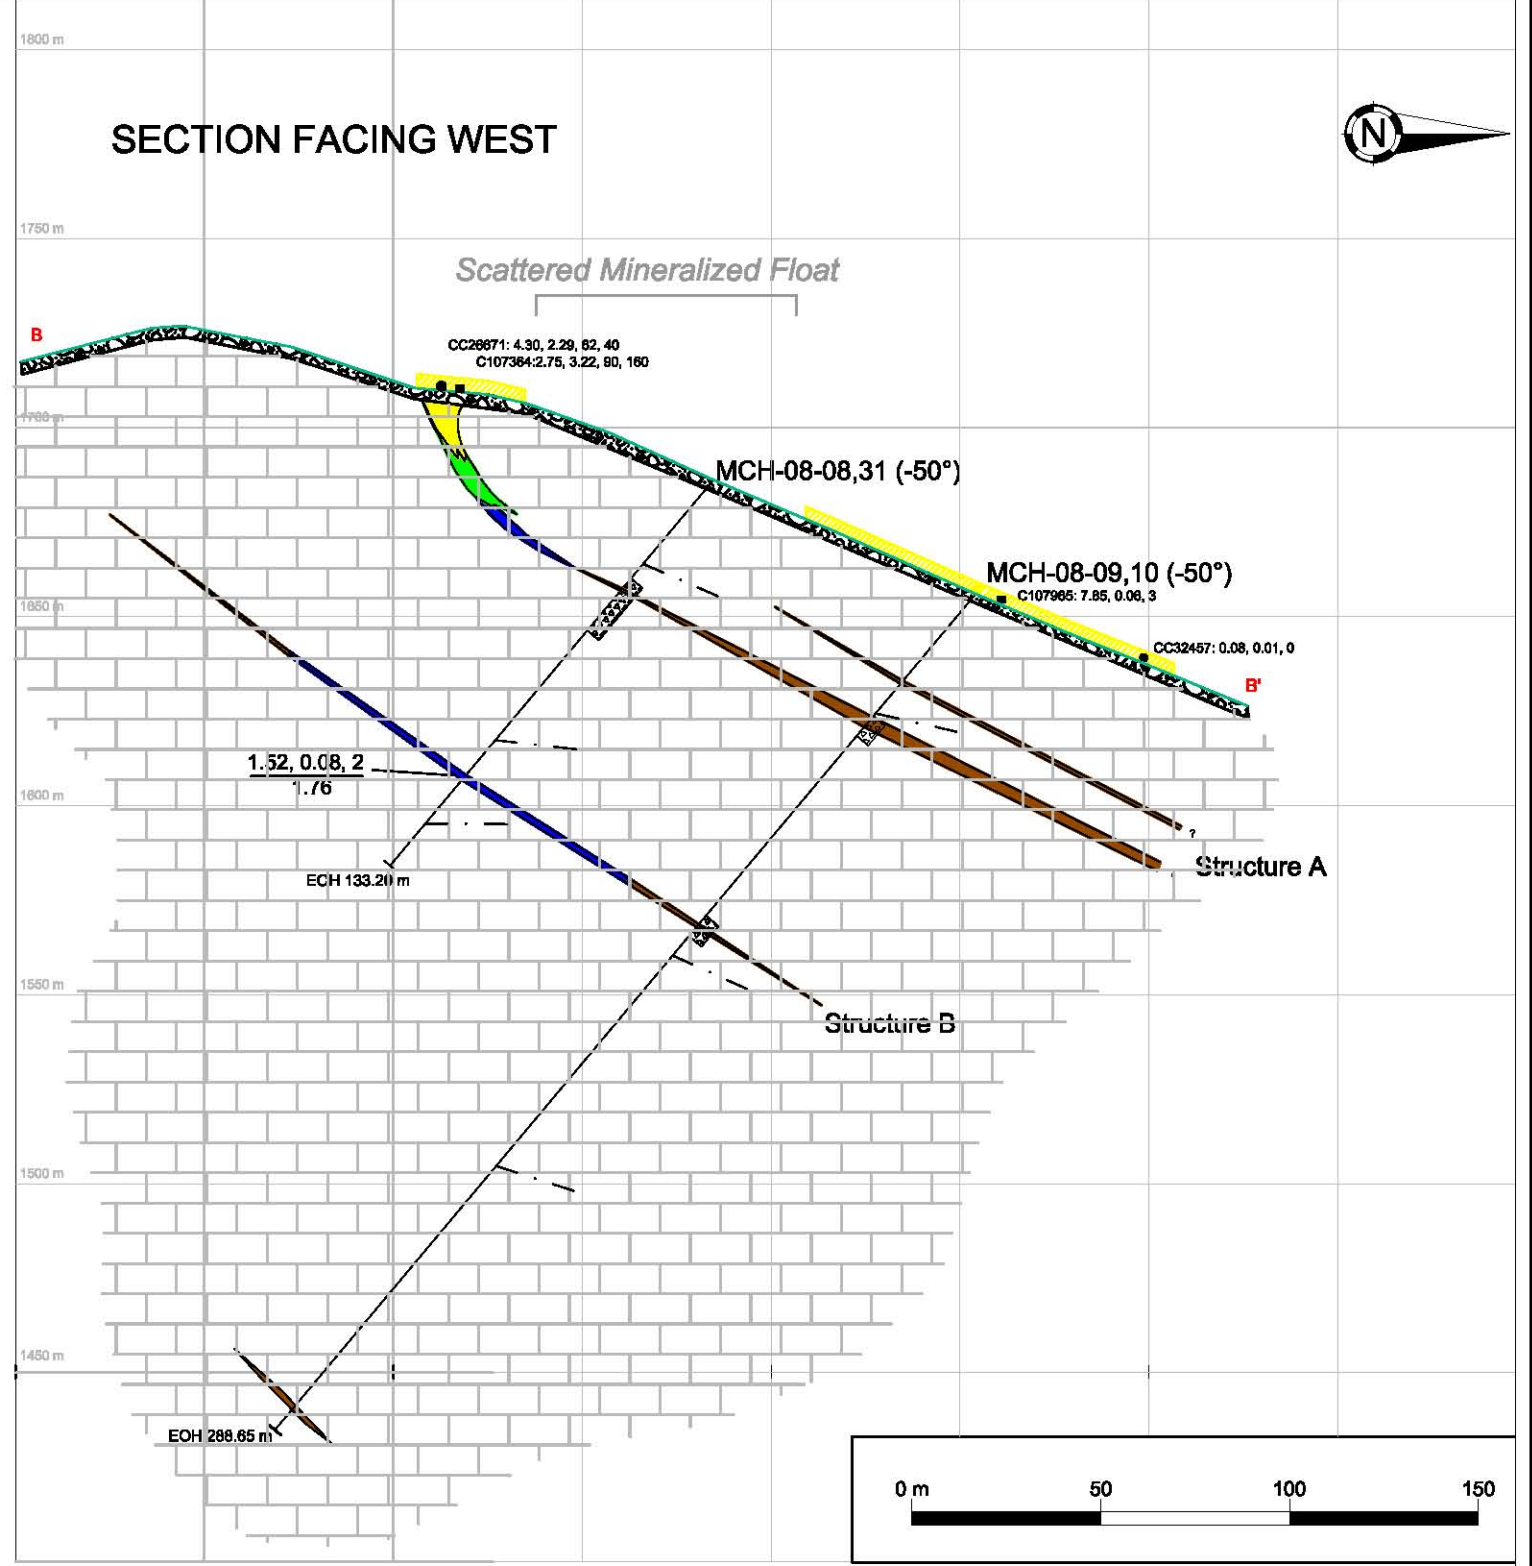 1800 m
SECTION FACING WEST
N
1750 m
Scattered Mineralized Float
B
CC26671: 4.30, 2.29, 62, 40
C107364:2.75, 3.22, 90, 160
1700 m
MCH-08-08,31 (-50°)
MCH-08-09,10 (-50°)
C107965: 7.85, 0.06, 3
1650 m
CC32457: 0.08, 0.01, 0
B'
1.52, 0.08, 2
1.76
1600 m
?
Structure A
EOH 133.20 m
1550 m
Structure B
1500 m
1450 m
EOH 288.65 m
0 m 50 100 150